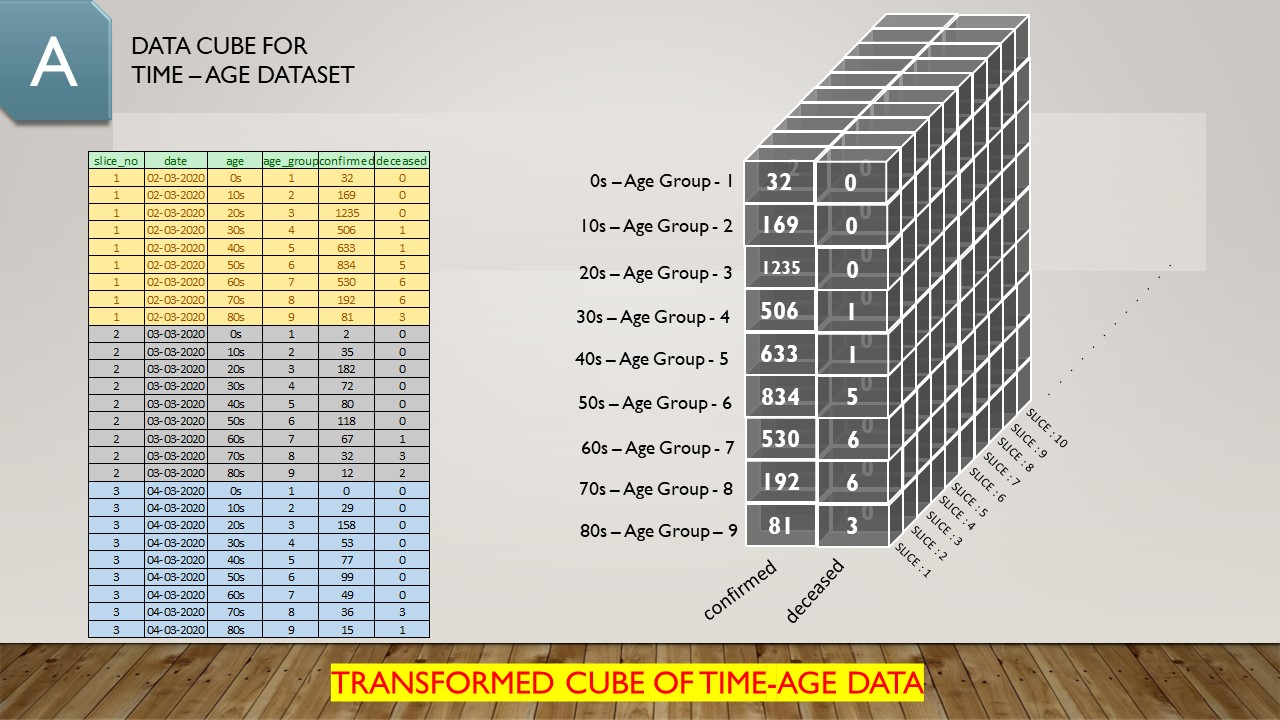 A
DATA CUBE FOR
TIME – AGE DATASET
slice_no date age age_group confirmed deceased
1 02-03-2020 0s 1 32 0
1 02-03-2020 10s 2 169 0
1 02-03-2020 20s 3 1235 0
1 02-03-2020 30s 4 506 1
1 02-03-2020 40s 5 633 1
1 02-03-2020 50s 6 834 5
1 02-03-2020 60s 7 530 6
1 02-03-2020 70s 8 192 6
1 02-03-2020 80s 9 81 3
2 03-03-2020 0s 1 2 0
2 03-03-2020 10s 2 35 0
2 03-03-2020 20s 3 182 0
2 03-03-2020 30s 4 72 0
2 03-03-2020 40s 5 80 0
2 03-03-2020 50s 6 118 0
2 03-03-2020 60s 7 67 1
2 03-03-2020 70s 8 32 3
2 03-03-2020 80s 9 12 2
3 04-03-2020 0s 1 0 0
3 04-03-2020 10s 2 29 0
3 04-03-2020 20s 3 158 0
3 04-03-2020 30s 4 53 0
3 04-03-2020 40s 5 77 0
3 04-03-2020 50s 6 99 0
3 04-03-2020 60s 7 49 0
3 04-03-2020 70s 8 36 3
3 04-03-2020 80s 9 15 1
0s – Age Group - 1 32 0
10s – Age Group - 2 169 0
20s – Age Group - 3 1235 0
30s – Age Group - 4 506 1
40s – Age Group - 5 633 1
50s – Age Group - 6 834 5
60s – Age Group - 7 530 6
70s – Age Group - 8 192 6
80s – Age Group – 9 81 3
confirmed deceased
SLICE : 1
SLICE : 2
SLICE : 3
SLICE : 4
SLICE : 5
SLICE : 6
SLICE : 7
SLICE : 8
SLICE : 9
SLICE : 10
. . . . . . . . . .
TRANSFORMED CUBE OF TIME-AGE DATA